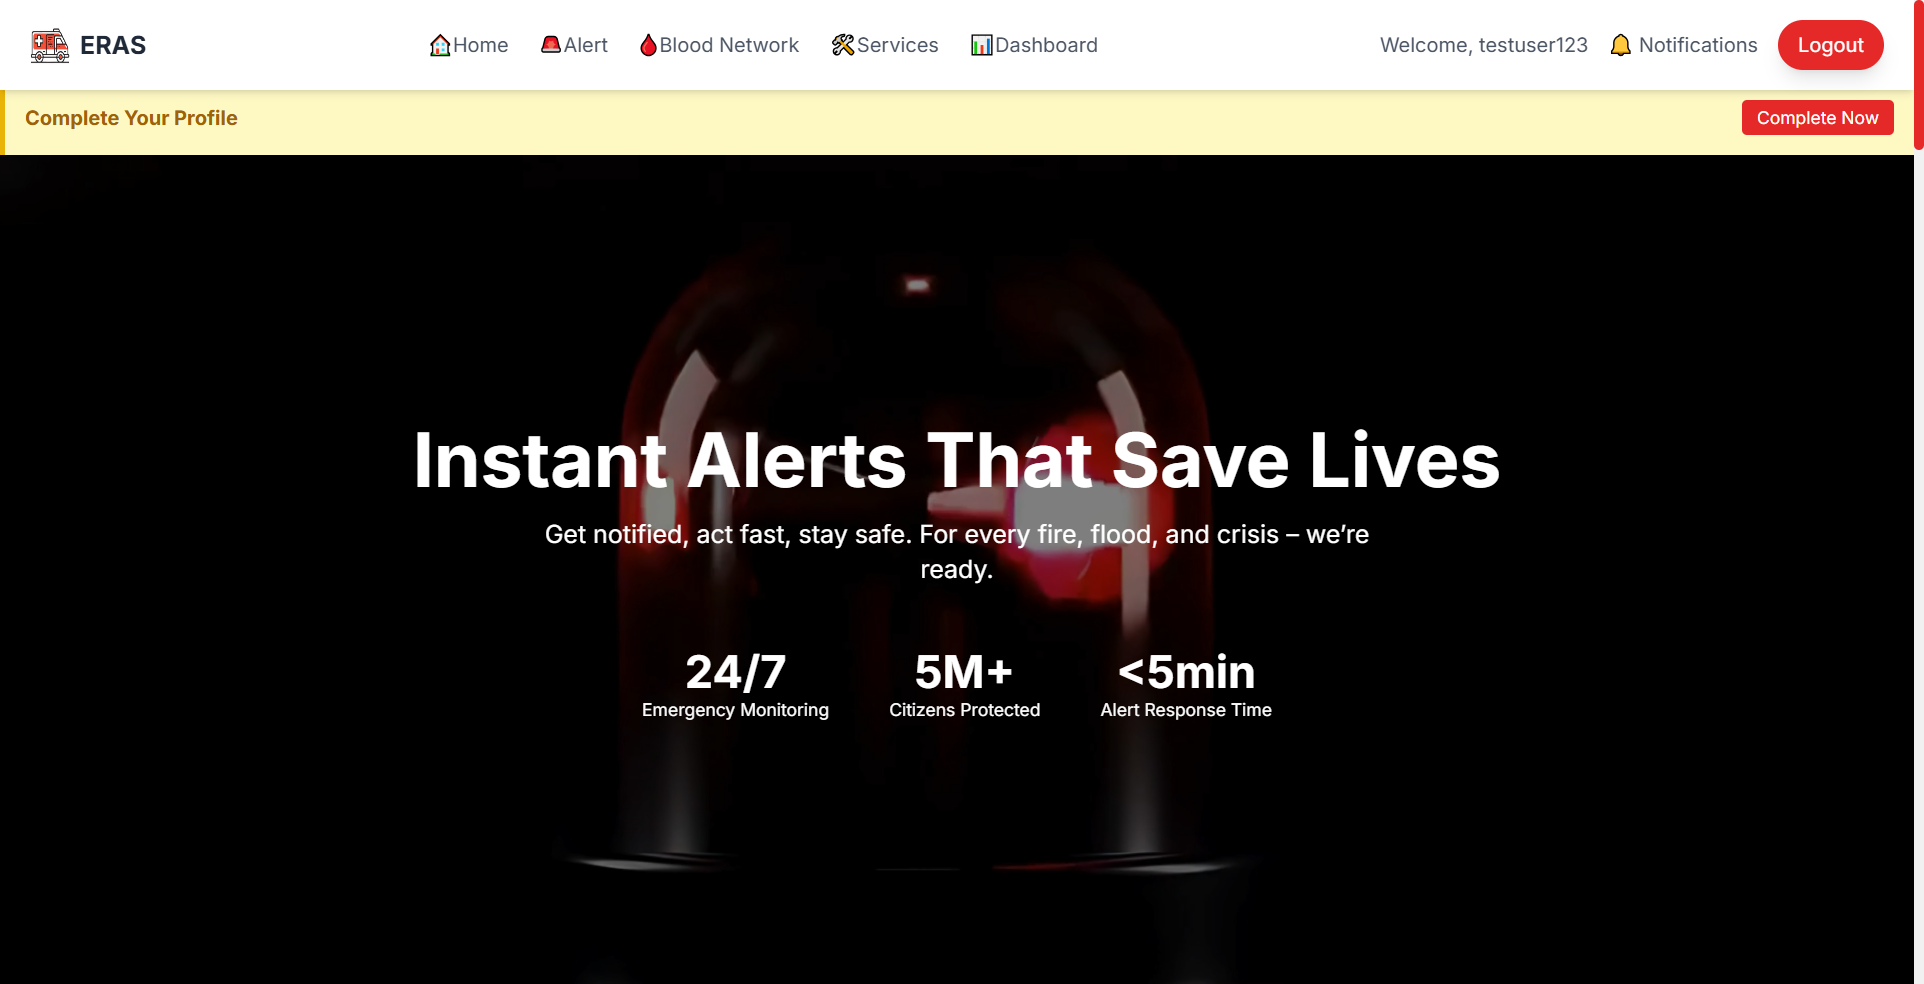 ERAS
Home
Alert
Blood Network
Services
Dashboard
Welcome, testuser123
Notifications
Logout
Complete Your Profile
Complete Now
Instant Alerts That Save Lives
Get notified, act fast, stay safe. For every fire, flood, and crisis – we’re
ready.
24/7
Emergency Monitoring
5M+
Citizens Protected
<5min
Alert Response Time